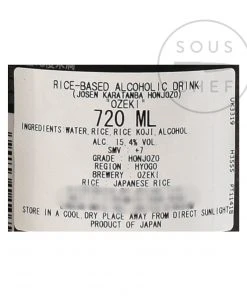 SOUS
CHEF
RICE-BASED ALCOHOLIC DRINK
(JOSEN KARATANBA HONJOZO)
"OZEKI"
720 ML
INGREDIENTS:WATER,RICE,RICE KOJI,ALCOHOL
ALC. 15.4% VOL.
SMV : +7
GRADE : HONJOZO
REGION : HYOGO
BREWERY : OZEKI
RICE : JAPANESE RICE
STORE IN A COOL,DRY PLACE AWAY FROM DIRECT SUNLIGHT
PRODUCT OF JAPAN